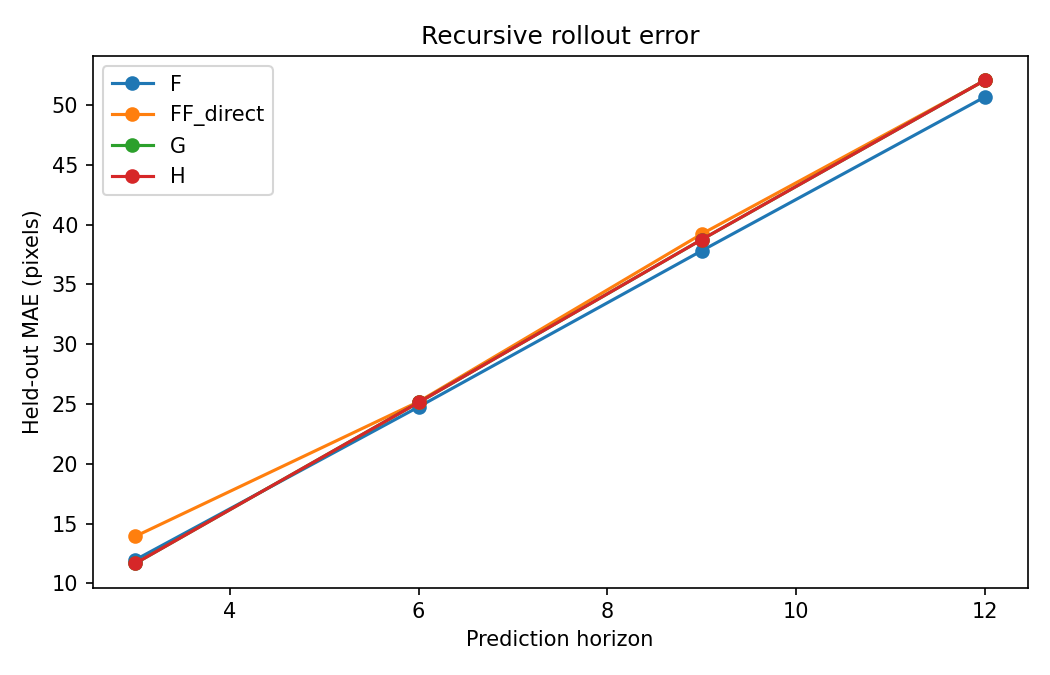 Recursive rollout error
F
FF_direct
G
H
50
45
40
35
30
25
20
15
10
Held-out MAE (pixels)
4 6 8 10 12
Prediction horizon